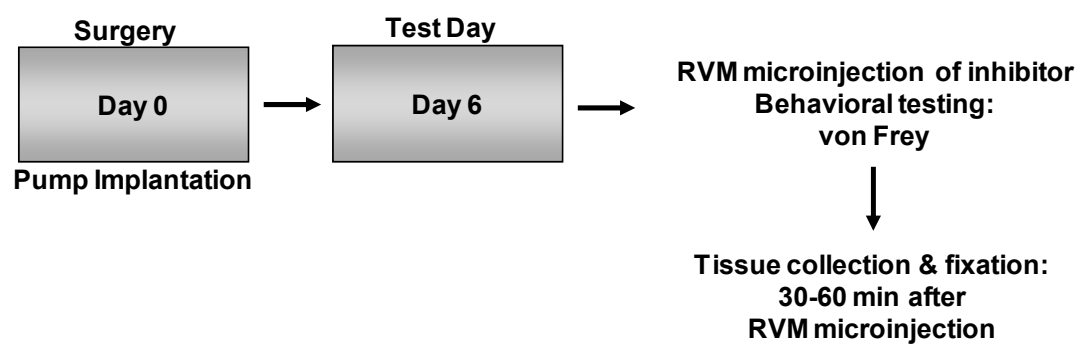 Surgery
Day 0
Pump Implantation
Test Day
Day 6
RVM microinjection of inhibitor
Behavioral testing:
von Frey
Tissue collection & fixation:
30-60 min after
RVM microinjection